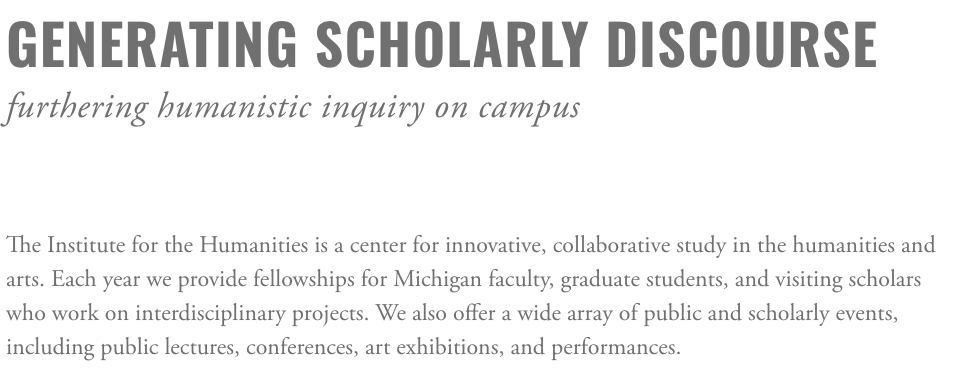 GENERATING SCHOLARLY DISCOURSE
furthering humanistic inquiry on campus
The Institute for the Humanities is a center for innovative, collaborative study in the humanities and
arts. Each year we provide fellowships for Michigan faculty, graduate students, and visiting scholars
who work on interdisciplinary projects. We also offer a wide array of public and scholarly events,
including public lectures, conferences, art exhibitions, and performances.